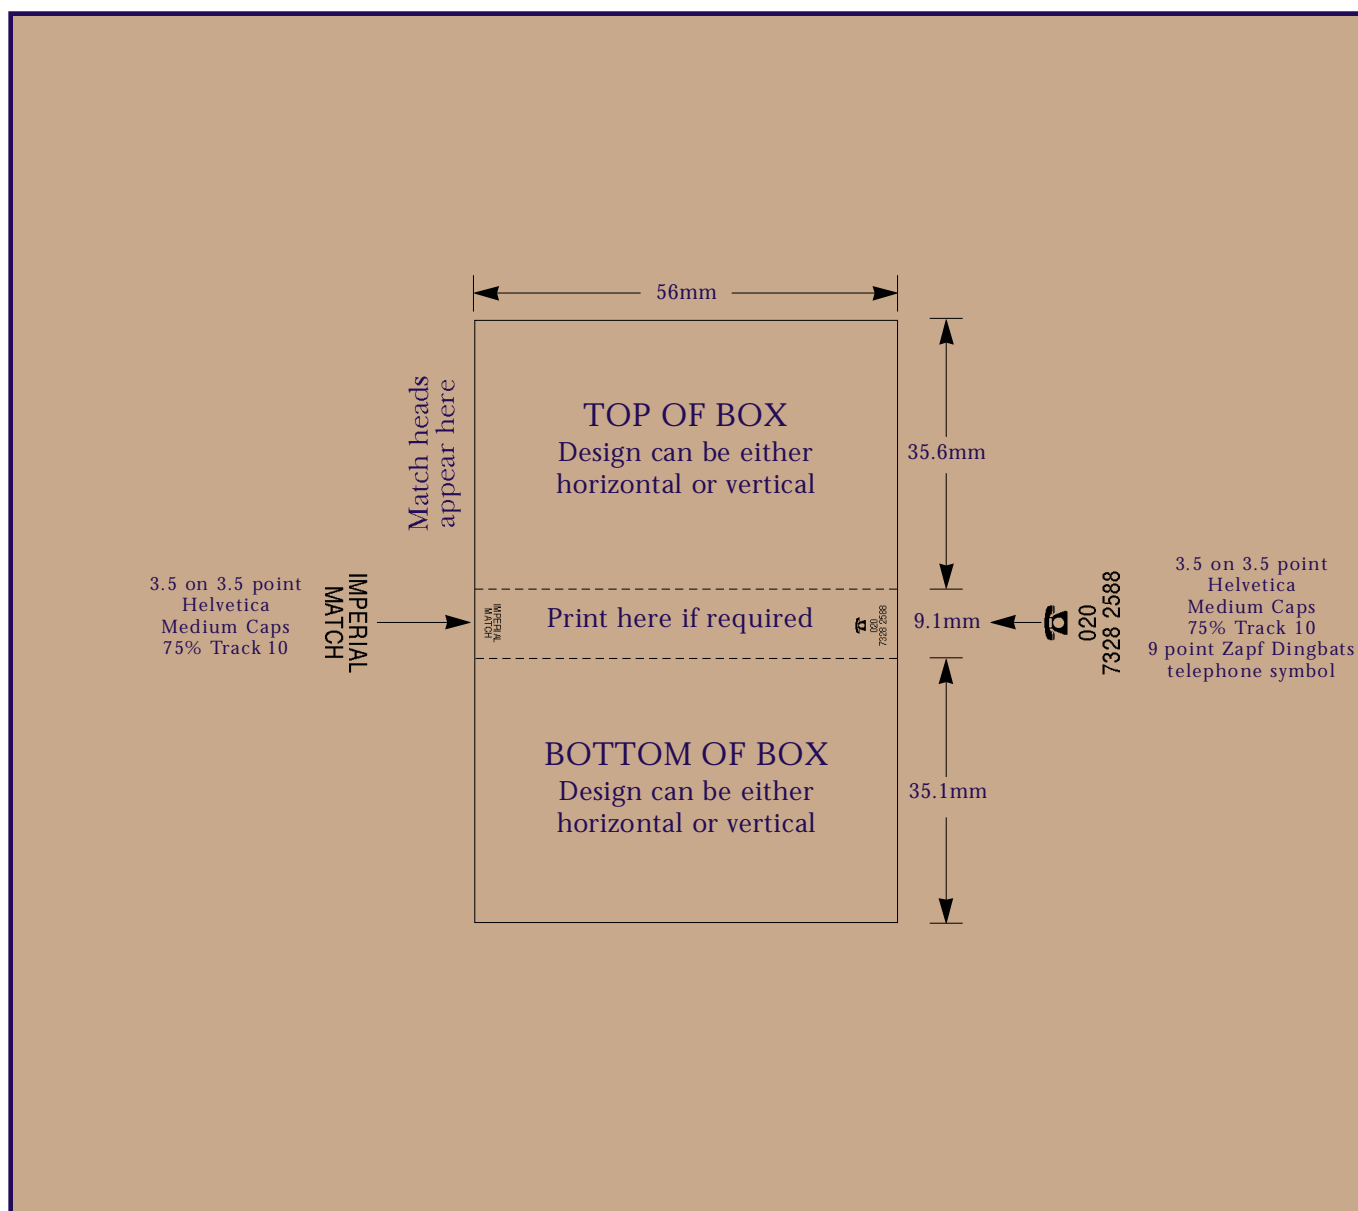 56mm
Match heads
appear here
TOP OF BOX
Design can be either
horizontal or vertical
35.6mm
3.5 on 3.5 point
Helvetica
Medium Caps
75% Track 10
IMPERIAL
MATCH
IMPERIAL
MATCH
Print here if required
☎
020
7328 2588
9.1mm
☎
020
7328 2588
3.5 on 3.5 point
Helvetica
Medium Caps
75% Track 10
9 point Zapf Dingbats
telephone symbol
BOTTOM OF BOX
Design can be either
horizontal or vertical
35.1mm